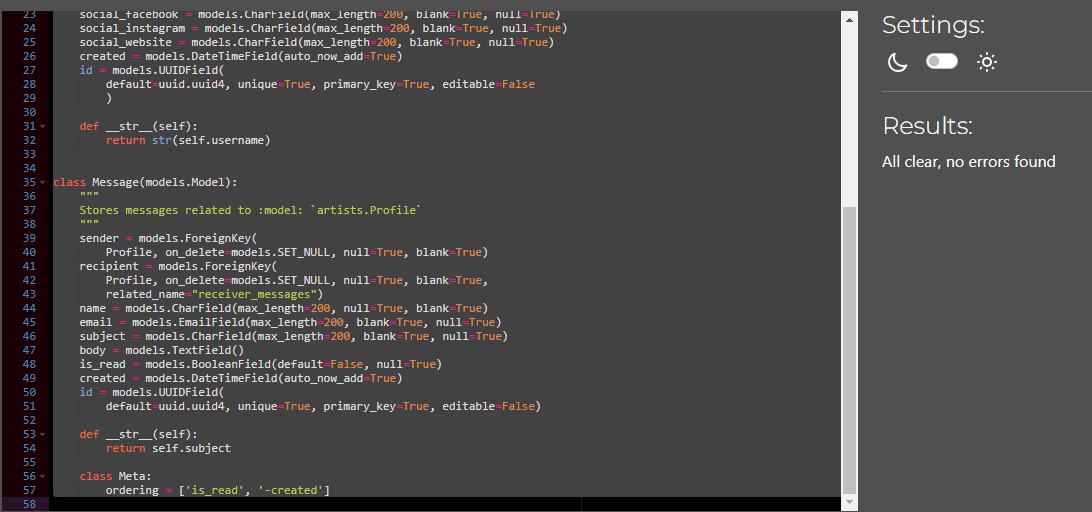 23     social_facebook = models.CharField(max_length=200, blank=True, null=True)
24     social_instagram = models.CharField(max_length=200, blank=True, null=True)
25     social_website = models.CharField(max_length=200, blank=True, null=True)
26     created = models.DateTimeField(auto_now_add=True)
27     id = models.UUIDField(
28         default=uuid.uuid4, unique=True, primary_key=True, editable=False
29         )
30
31     def __str__(self):
32         return str(self.username)
33
34
35 class Message(models.Model):
36     """
37     Stores messages related to :model: `artists.Profile`
38     """
39     sender = models.ForeignKey(
40         Profile, on_delete=models.SET_NULL, null=True, blank=True)
41     recipient = models.ForeignKey(
42         Profile, on_delete=models.SET_NULL, null=True, blank=True,
43         related_name="receiver_messages")
44     name = models.CharField(max_length=200, null=True, blank=True)
45     email = models.EmailField(max_length=200, blank=True, null=True)
46     subject = models.CharField(max_length=200, blank=True, null=True)
47     body = models.TextField()
48     is_read = models.BooleanField(default=False, null=True)
49     created = models.DateTimeField(auto_now_add=True)
50     id = models.UUIDField(
51         default=uuid.uuid4, unique=True, primary_key=True, editable=False)
52
53     def __str__(self):
54         return self.subject
55
56     class Meta:
57         ordering = ['is_read', '-created']
58
Settings:
Results:
All clear, no errors found